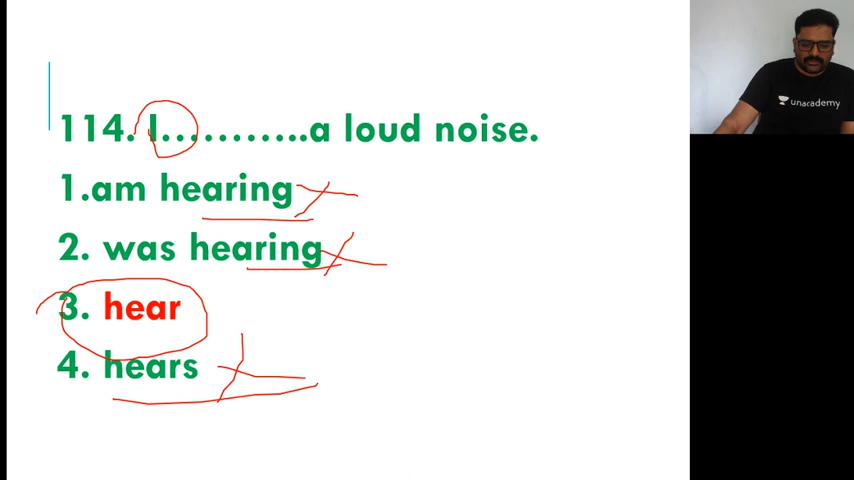 114. I...........a loud noise.
1.am hearing
2. was hearing
3. hear
4. hears
unacademy